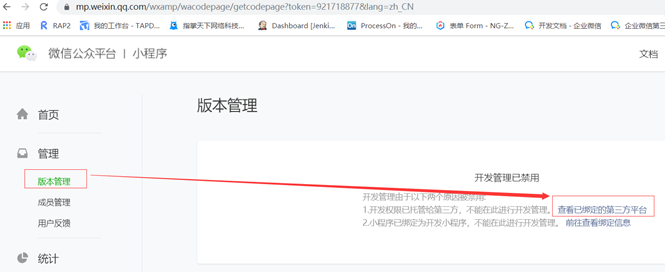 mp.weixin.qq.com/wxamp/wacodepage/getcodepage?token=921718877&lang=zh_CN
应用 RAP2 我的工作台 - TAPD... 指掌天下网络科技... Dashboard [Jenki... ProcessOn - 我的... 表单 Form - NG-Z... 开发文档 - 企业微信 企业微信第三
微信公众平台 | 小程序 文档
首页
版本管理
管理
版本管理
成员管理
用户反馈
统计
开发管理已禁用
开发管理由于以下两个原因被禁用:
1.开发权限已托管给第三方，不能在此进行开发管理。 查看已绑定的第三方平台
2.小程序已绑定为开发小程序，不能在此进行开发管理。 前往查看绑定信息